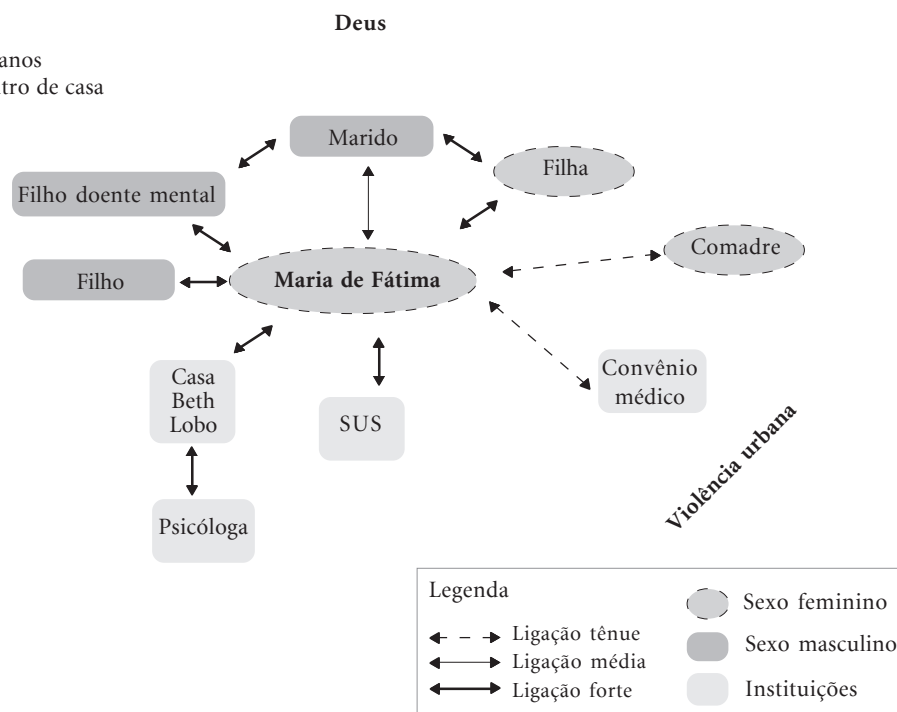 Deus
anos
tro de casa
Marido
Filha
Filho doente mental
Comadre
Maria de Fátima
Filho
Convênio
médico
Casa
Beth
Lobo
SUS
Violência urbana
Psicóloga
Legenda
Ligação tênue
Ligação média
Ligação forte
Sexo feminino
Sexo masculino
Instituições